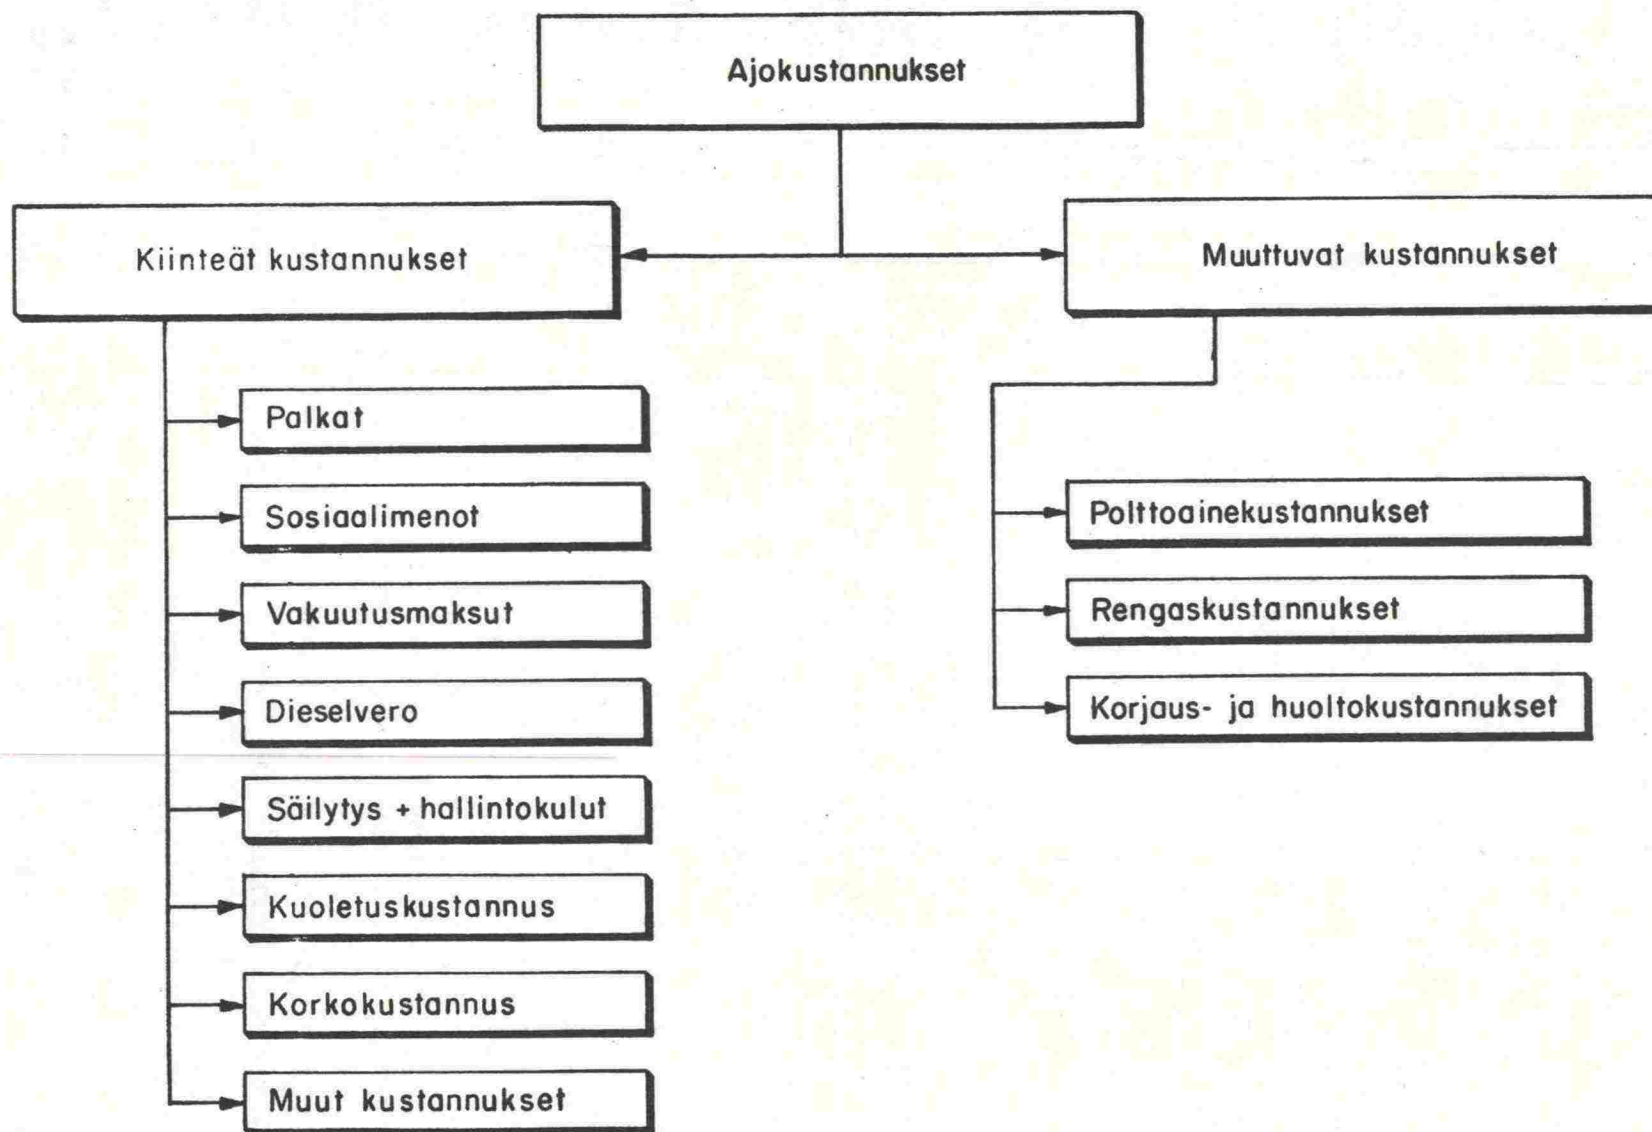 Ajokustannukset
Kiinteät kustannukset
Muuttuvat kustannukset
Palkat
Sosiaalimenot
Vakuutusmaksut
Dieselvero
Säilytys + hallintokulut
Kuoletuskustannus
Korkokustannus
Muut kustannukset
Polttoainekustannukset
Rengaskustannukset
Korjaus- ja huoltokustannukset